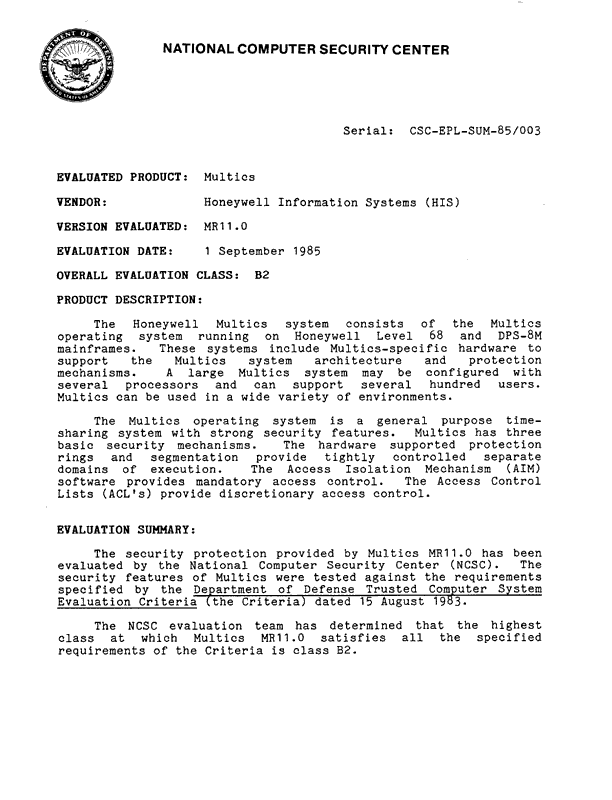 DEPARTMENT OF DEFENSE
UNITED STATES OF AMERICA
NATIONAL COMPUTER SECURITY CENTER
Serial: CSC-EPL-SUM-85/003
EVALUATED PRODUCT: Multics
VENDOR: Honeywell Information Systems (HIS)
VERSION EVALUATED: MR11.0
EVALUATION DATE: 1 September 1985
OVERALL EVALUATION CLASS: B2
PRODUCT DESCRIPTION:
The Honeywell Multics system consists of the Multics
operating system running on Honeywell Level 68 and DPS-8M
mainframes. These systems include Multics-specific hardware to
support the Multics system architecture and protection
mechanisms. A large Multics system may be configured with
several processors and can support several hundred users.
Multics can be used in a wide variety of environments.
The Multics operating system is a general purpose time-
sharing system with strong security features. Multics has three
basic security mechanisms. The hardware supported protection
rings and segmentation provide tightly controlled separate
domains of execution. The Access Isolation Mechanism (AIM)
software provides mandatory access control. The Access Control
Lists (ACL's) provide discretionary access control.
EVALUATION SUMMARY:
The security protection provided by Multics MR11.0 has been
evaluated by the National Computer Security Center (NCSC). The
security features of Multics were tested against the requirements
specified by the Department of Defense Trusted Computer System
Evaluation Criteria (the Criteria) dated 15 August 1983.
The NCSC evaluation team has determined that the highest
class at which Multics MR11.0 satisfies all the specified
requirements of the Criteria is class B2.